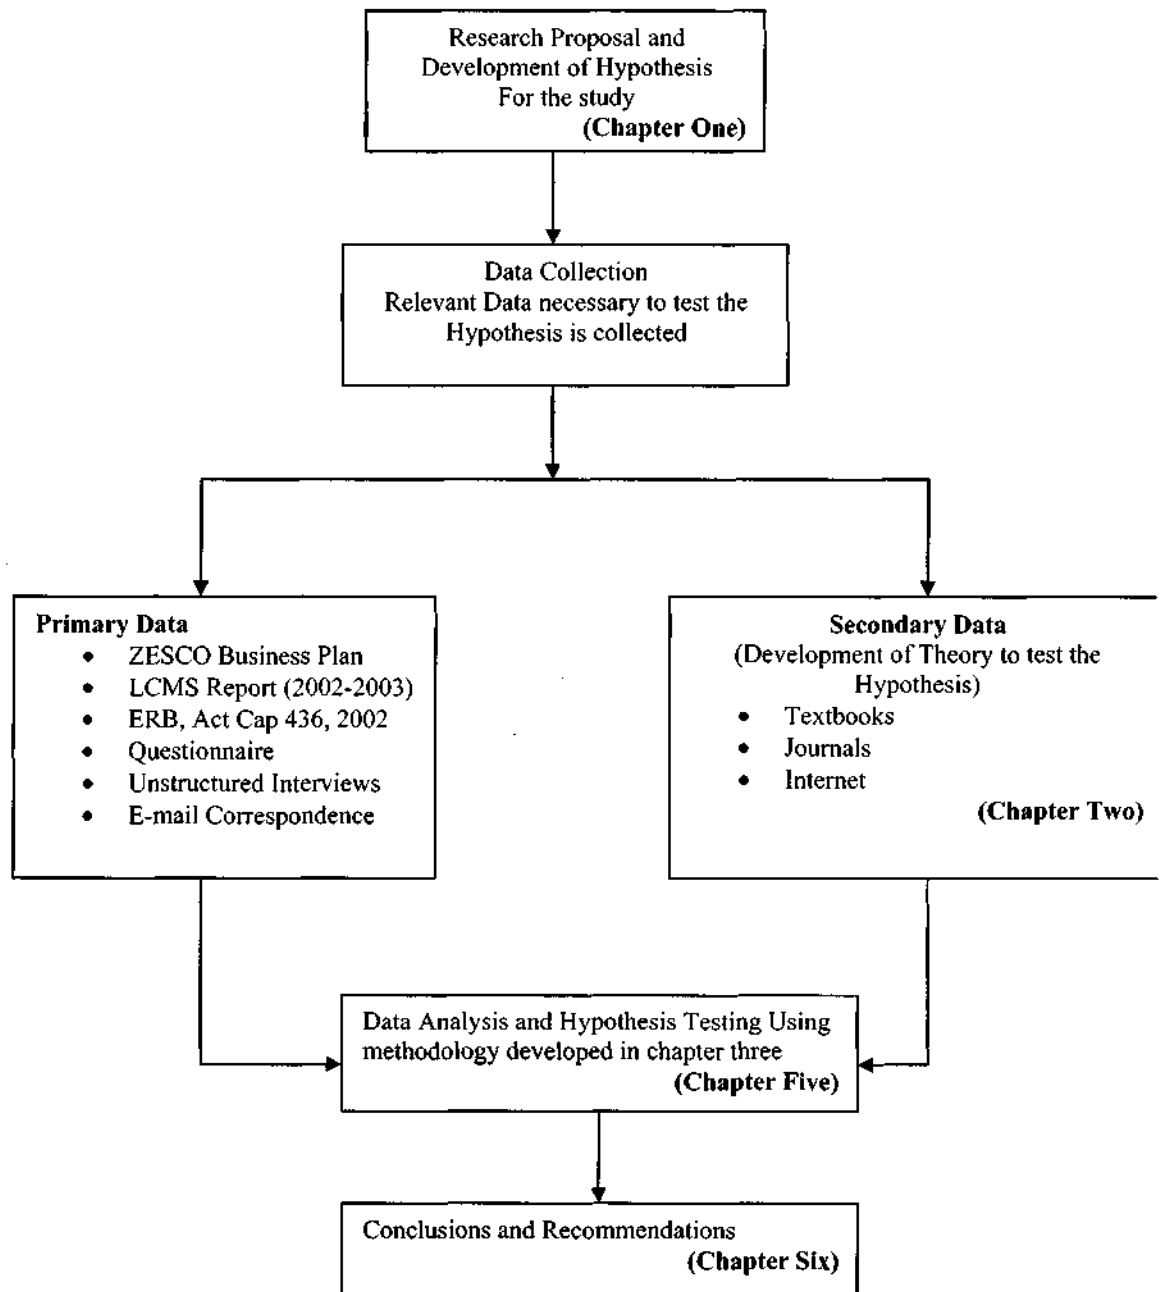 Research Proposal and
Development of Hypothesis
For the study
(Chapter One)
Data Collection
Relevant Data necessary to test the
Hypothesis is collected
Primary Data
• ZESCO Business Plan
• LCMS Report (2002-2003)
• ERB, Act Cap 436, 2002
• Questionnaire
• Unstructured Interviews
• E-mail Correspondence
Secondary Data
(Development of Theory to test the
Hypothesis)
• Textbooks
• Journals
• Internet
(Chapter Two)
Data Analysis and Hypothesis Testing Using
methodology developed in chapter three
(Chapter Five)
Conclusions and Recommendations
(Chapter Six)